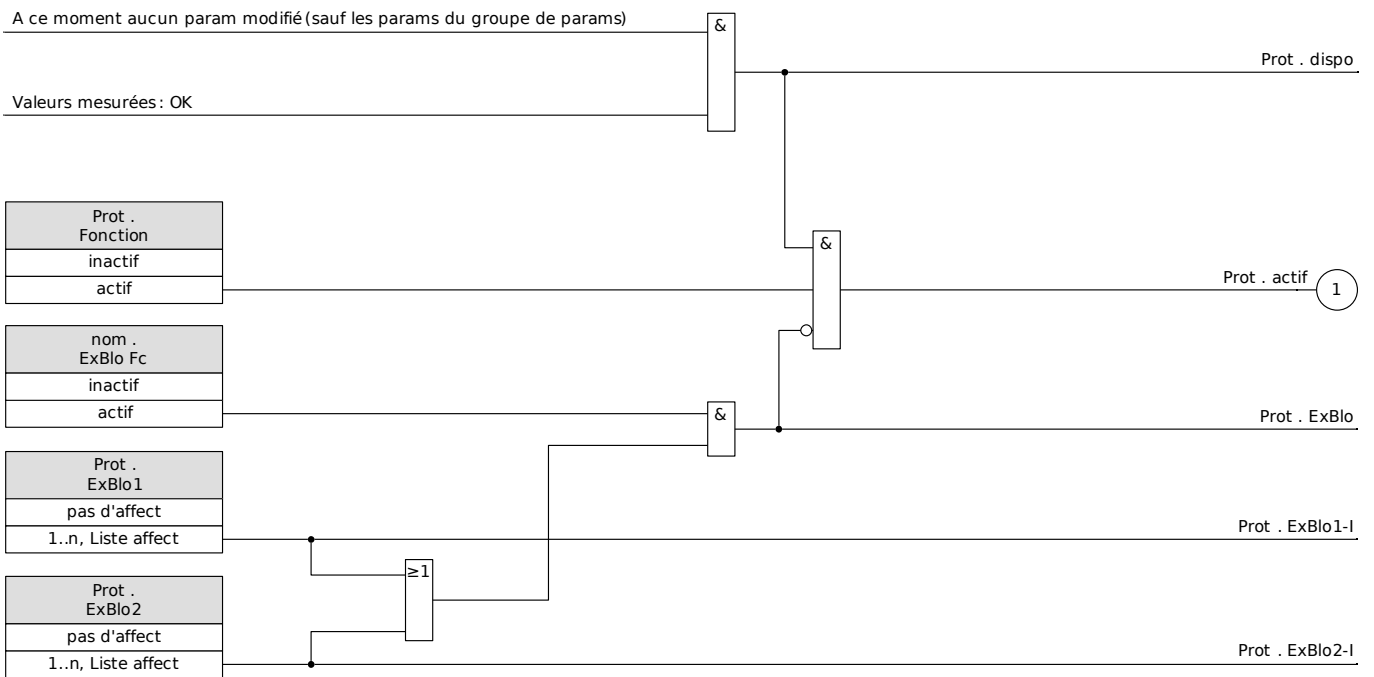 A ce moment aucun param modifié (sauf les params du groupe de params)
&
Prot . dispo
Valeurs mesurées : OK
Prot .
Fonction
inactif
actif
&
Prot . actif
1
nom .
ExBlo Fc
inactif
actif
&
Prot . ExBlo
Prot .
ExBlo1
pas d'affect
1..n, Liste affect
Prot . ExBlo1-I
≥1
Prot .
ExBlo2
pas d'affect
1..n, Liste affect
Prot . ExBlo2-I